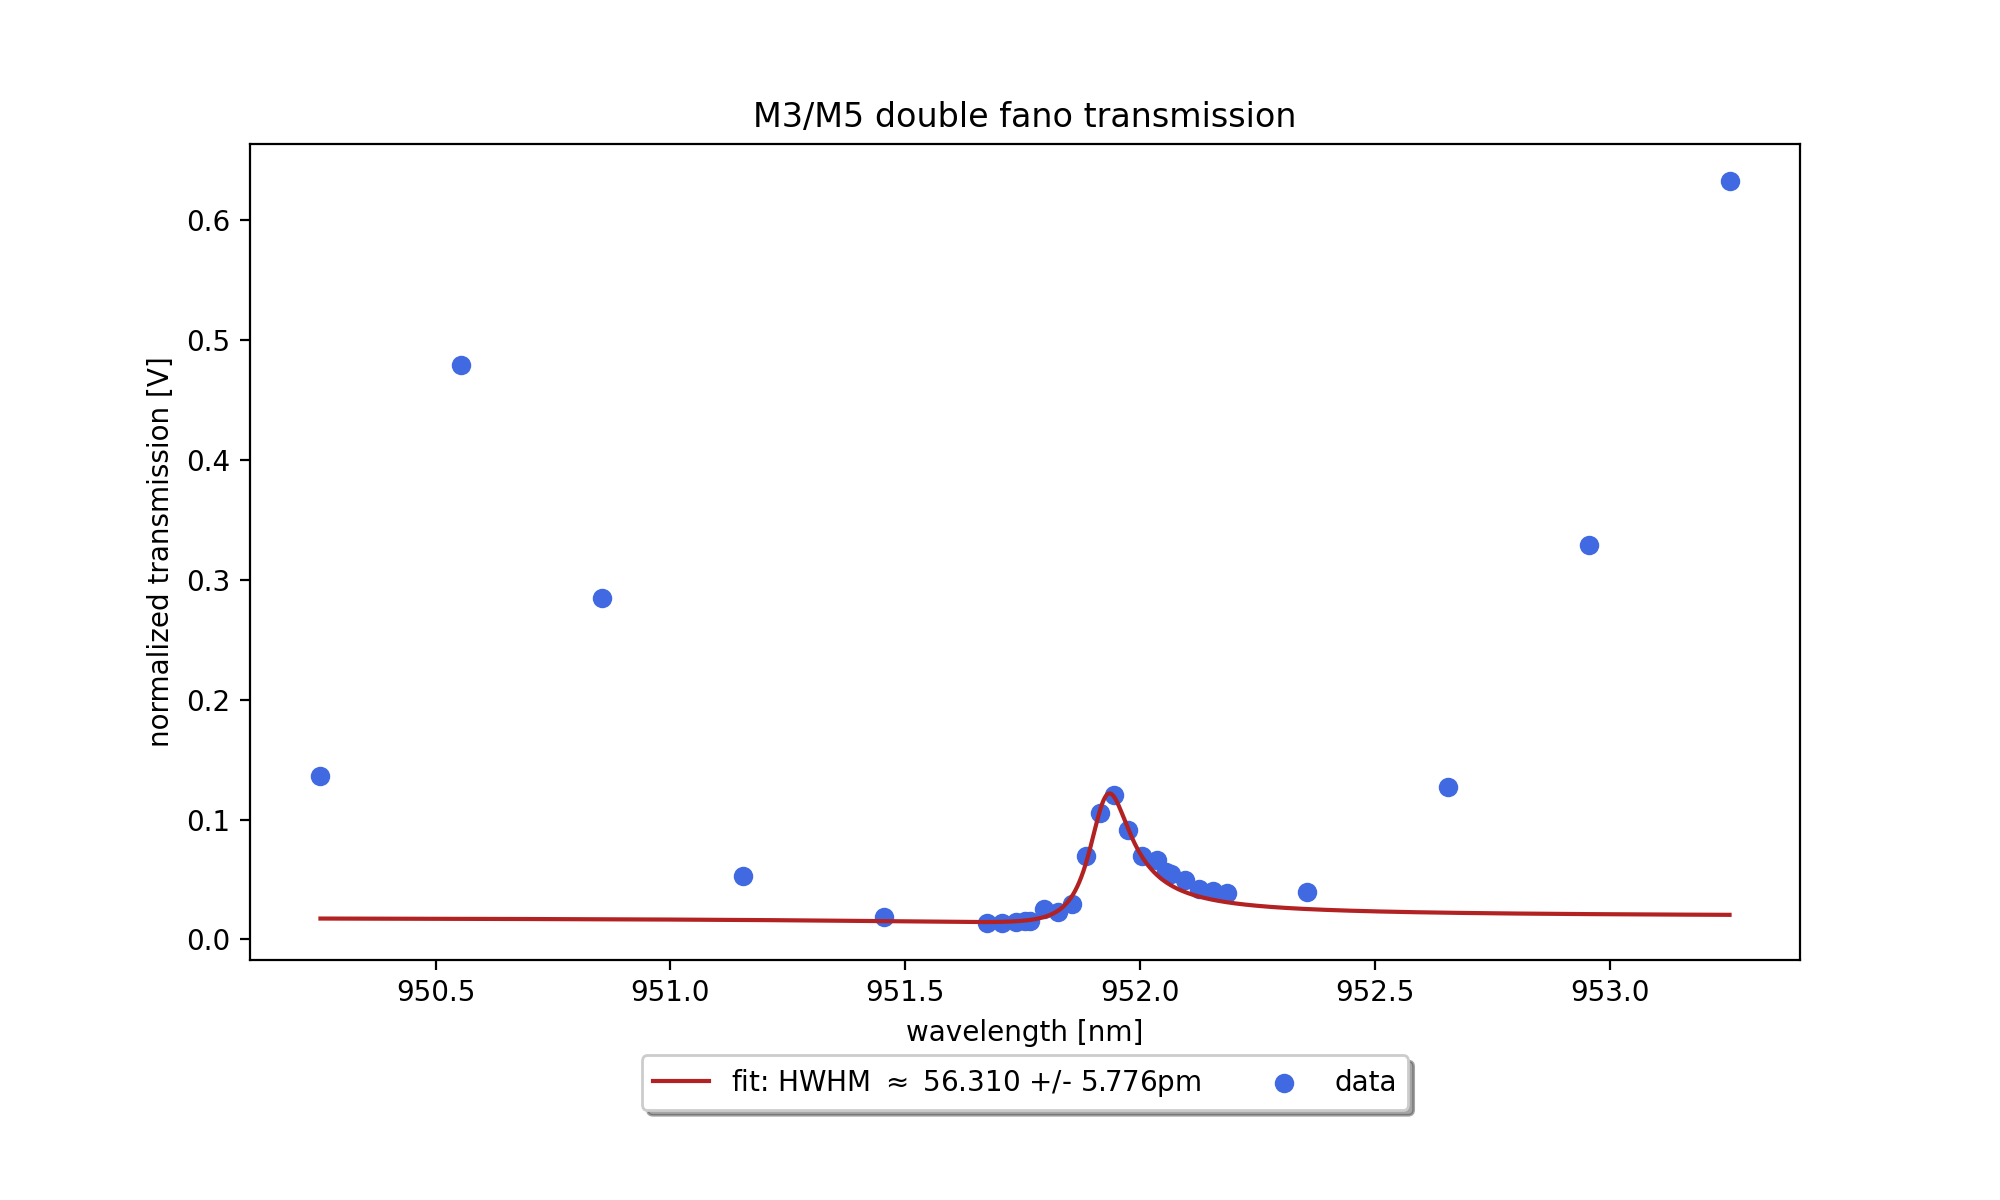 M3/M5 double fano transmission
normalized transmission [V]
0.6
0.5
0.4
0.3
0.2
0.1
0.0
950.5 951.0 951.5 952.0 952.5 953.0
wavelength [nm]
fit: HWHM ≈ 56.310 +/- 5.776pm data